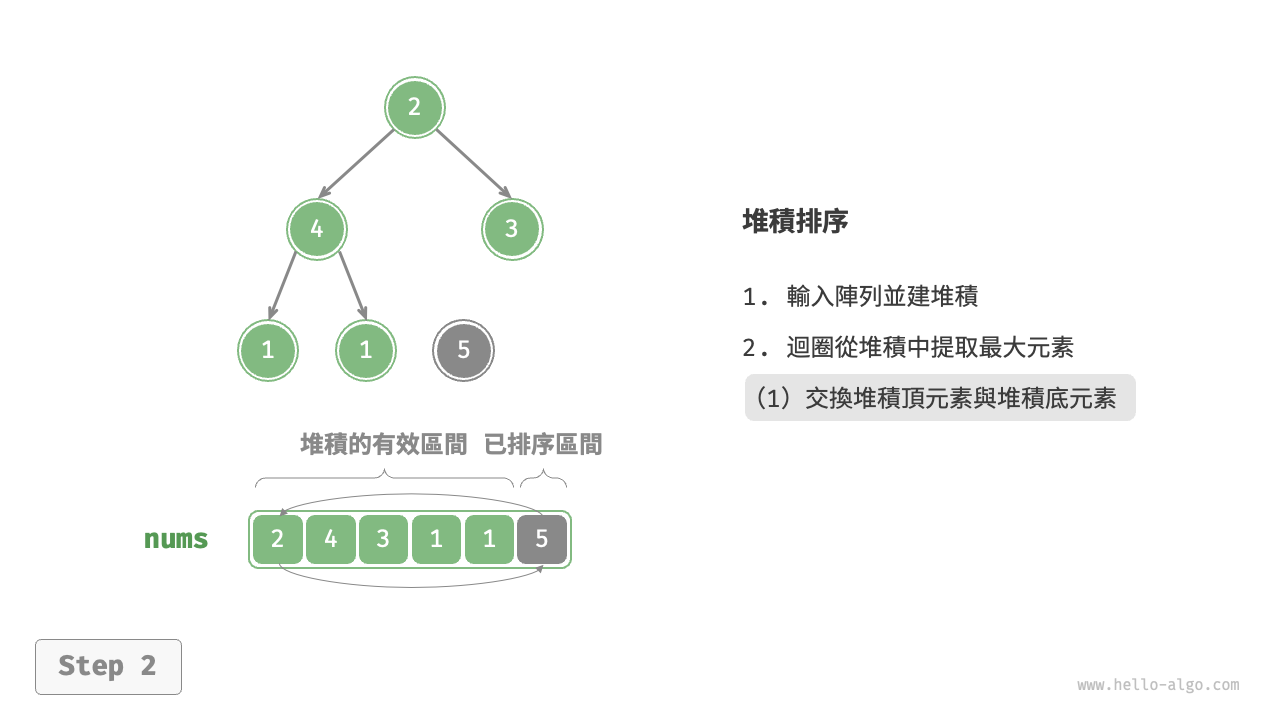 2
4 3
1 1 5
堆積排序
1. 輸入陣列並建堆積
2. 迴圈從堆積中提取最大元素
（1）交換堆積頂元素與堆積底元素
堆積的有效區間 已排序區間
nums 2 4 3 1 1 5
Step 2
www.hello-algo.com